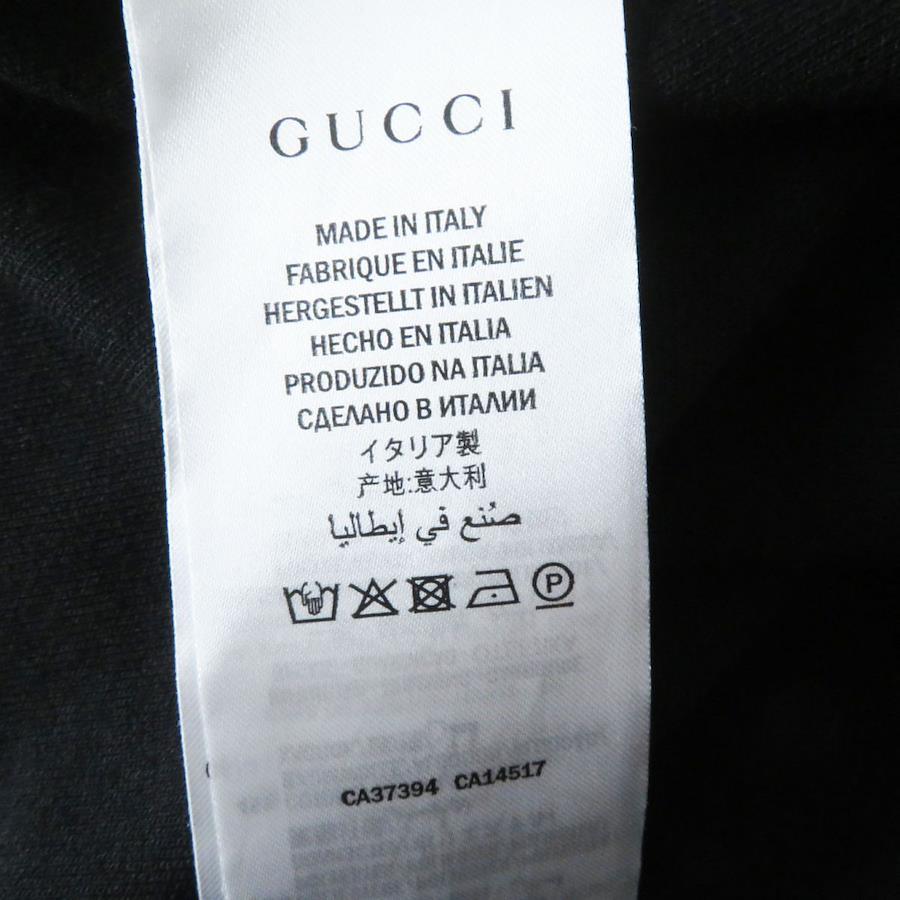 GUCCI
MADE IN ITALY
FABRIQUE EN ITALIE
HERGESTELLT IN ITALIEN
HECHO EN ITALIA
PRODUZIDO NA ITALIA
СДЕЛАНО В ИТАЛИИ
イタリア製
产地:意大利
صُنع في إيطاليا
P
CA37394 CA14517